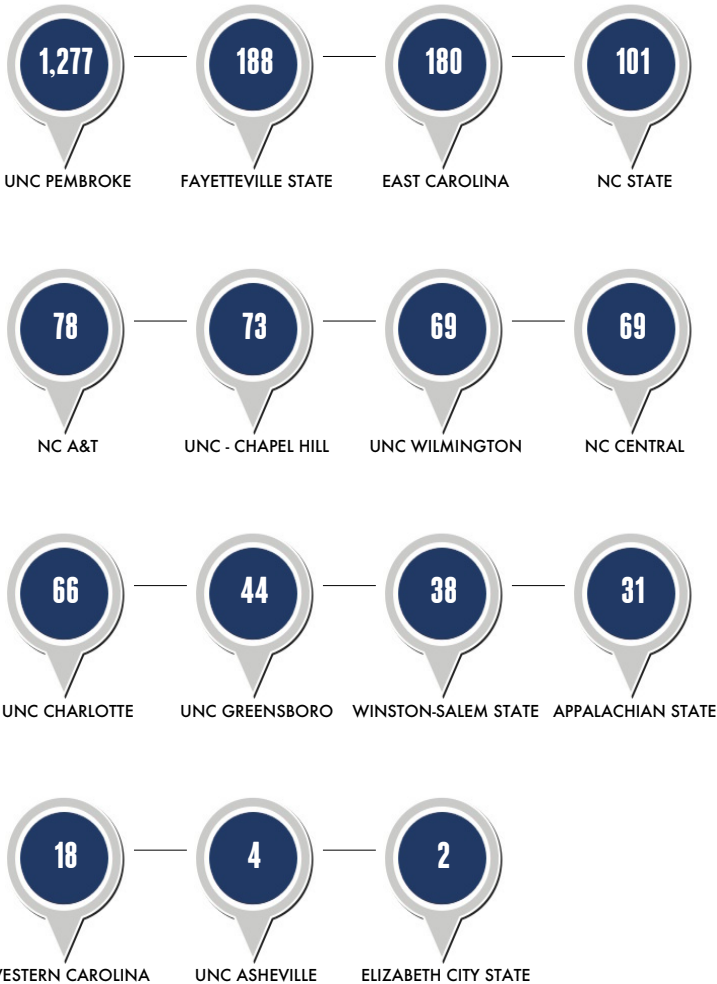 1,277 188 180 101
UNC PEMBROKE FAYETTEVILLE STATE EAST CAROLINA NC STATE
78 73 69 69
NC A&T UNC - CHAPEL HILL UNC WILMINGTON NC CENTRAL
66 44 38 31
UNC CHARLOTTE UNC GREENSBORO WINSTON-SALEM STATE APPALACHIAN STATE
18 4 2
WESTERN CAROLINA UNC ASHEVILLE ELIZABETH CITY STATE